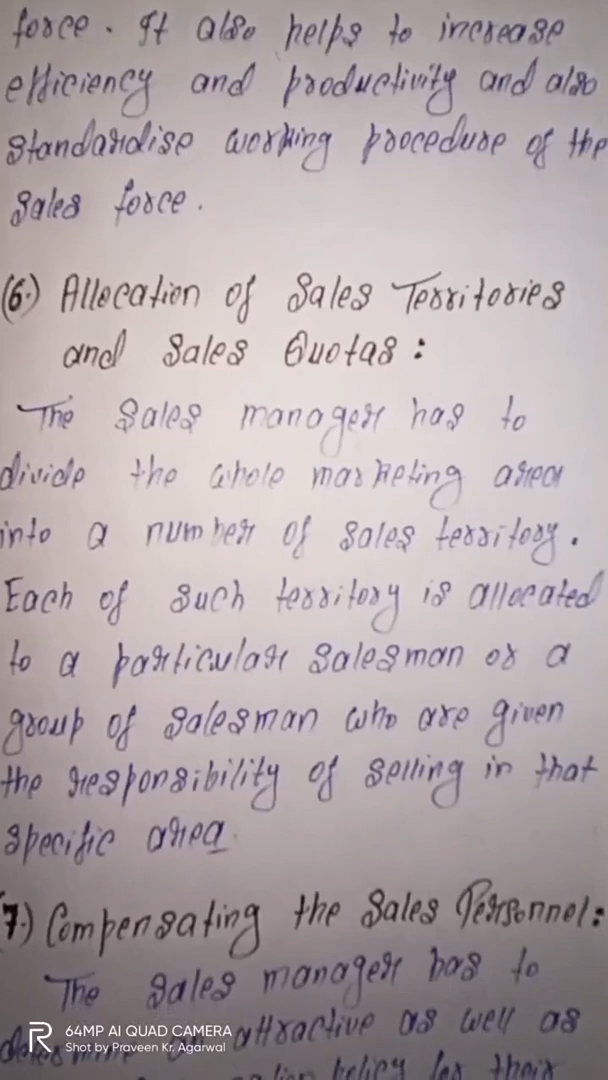 force. It also helps to increase
efficiency and productivity and also
standardise working procedure of the
sales force.
(6.) Allocation of Sales Territories
and Sales Quotas :
The Sales manager has to
divide the whole marketing area
into a number of sales territory.
Each of such territory is allocated
to a particular salesman or a
group of salesman who are given
the responsibility of selling in that
specific area.
(7.) Compensating the Sales Personnel:
The Sales manager has to
attractive as well as
policy for their
64MP AI QUAD CAMERA
Shot by Praveen Kr. Agarwal